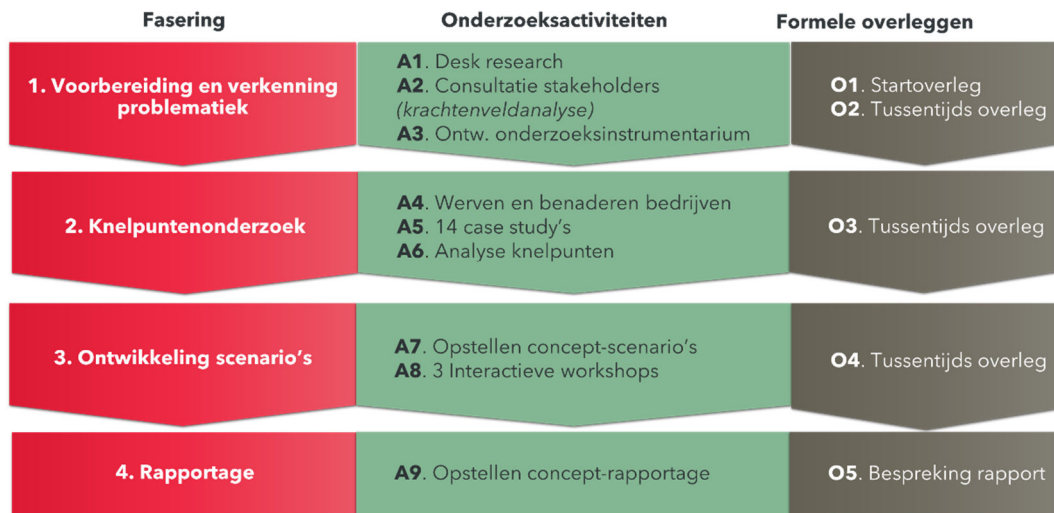 Fasering
Onderzoeksactiviteiten
Formele overleggen
1. Voorbereiding en verkenning
problematiek
A1. Desk research
A2. Consultatie stakeholders
(krachtenveldanalyse)
A3. Ontw. onderzoeksinstrumentarium
O1. Startoverleg
O2. Tussentijds overleg
2. Knelpuntenonderzoek
A4. Werven en benaderen bedrijven
A5. 14 case study's
A6. Analyse knelpunten
O3. Tussentijds overleg
3. Ontwikkeling scenario's
A7. Opstellen concept-scenario's
A8. 3 Interactieve workshops
O4. Tussentijds overleg
4. Rapportage
A9. Opstellen concept-rapportage
O5. Bespreking rapport